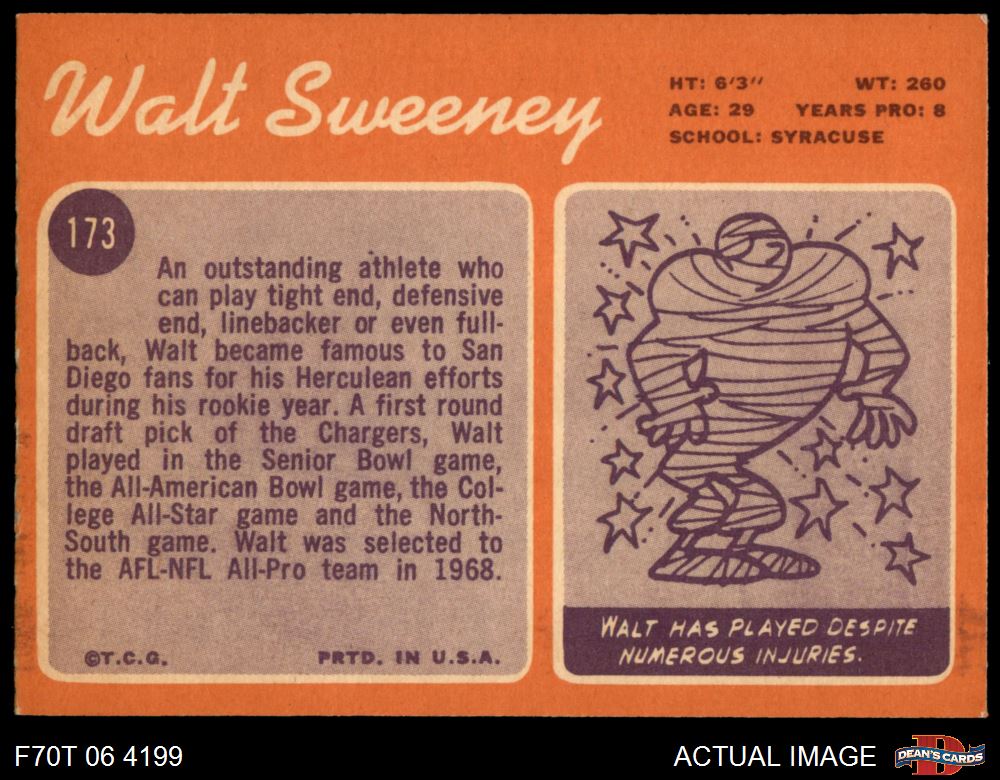 Walt Sweeney
HT: 6'3" WT: 260
AGE: 29 YEARS PRO: 8
SCHOOL: SYRACUSE
173
An outstanding athlete who
can play tight end, defensive
end, linebacker or even full-
back, Walt became famous to San
Diego fans for his Herculean efforts
during his rookie year. A first round
draft pick of the Chargers, Walt
played in the Senior Bowl game,
the All-American Bowl game, the Col-
lege All-Star game and the North-
South game. Walt was selected to
the AFL-NFL All-Pro team in 1968.
©T.C.G. PRTD. IN U.S.A.
WALT HAS PLAYED DESPITE
NUMEROUS INJURIES.
F70T 06 4199
ACTUAL IMAGE
D
DEAN'S CARDS